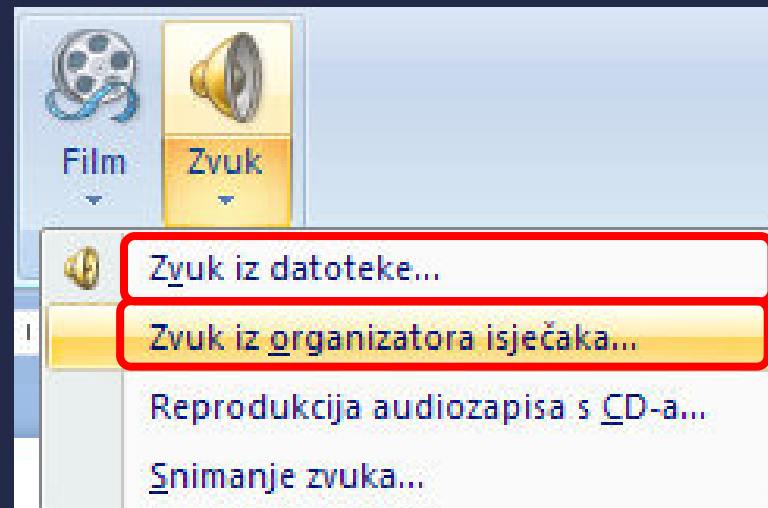 Film Zvuk
Zvuk iz datoteke...
Zvuk iz organizatora isječaka...
Reprodukcija audiozapisa s CD-a...
Snimanje zvuka...